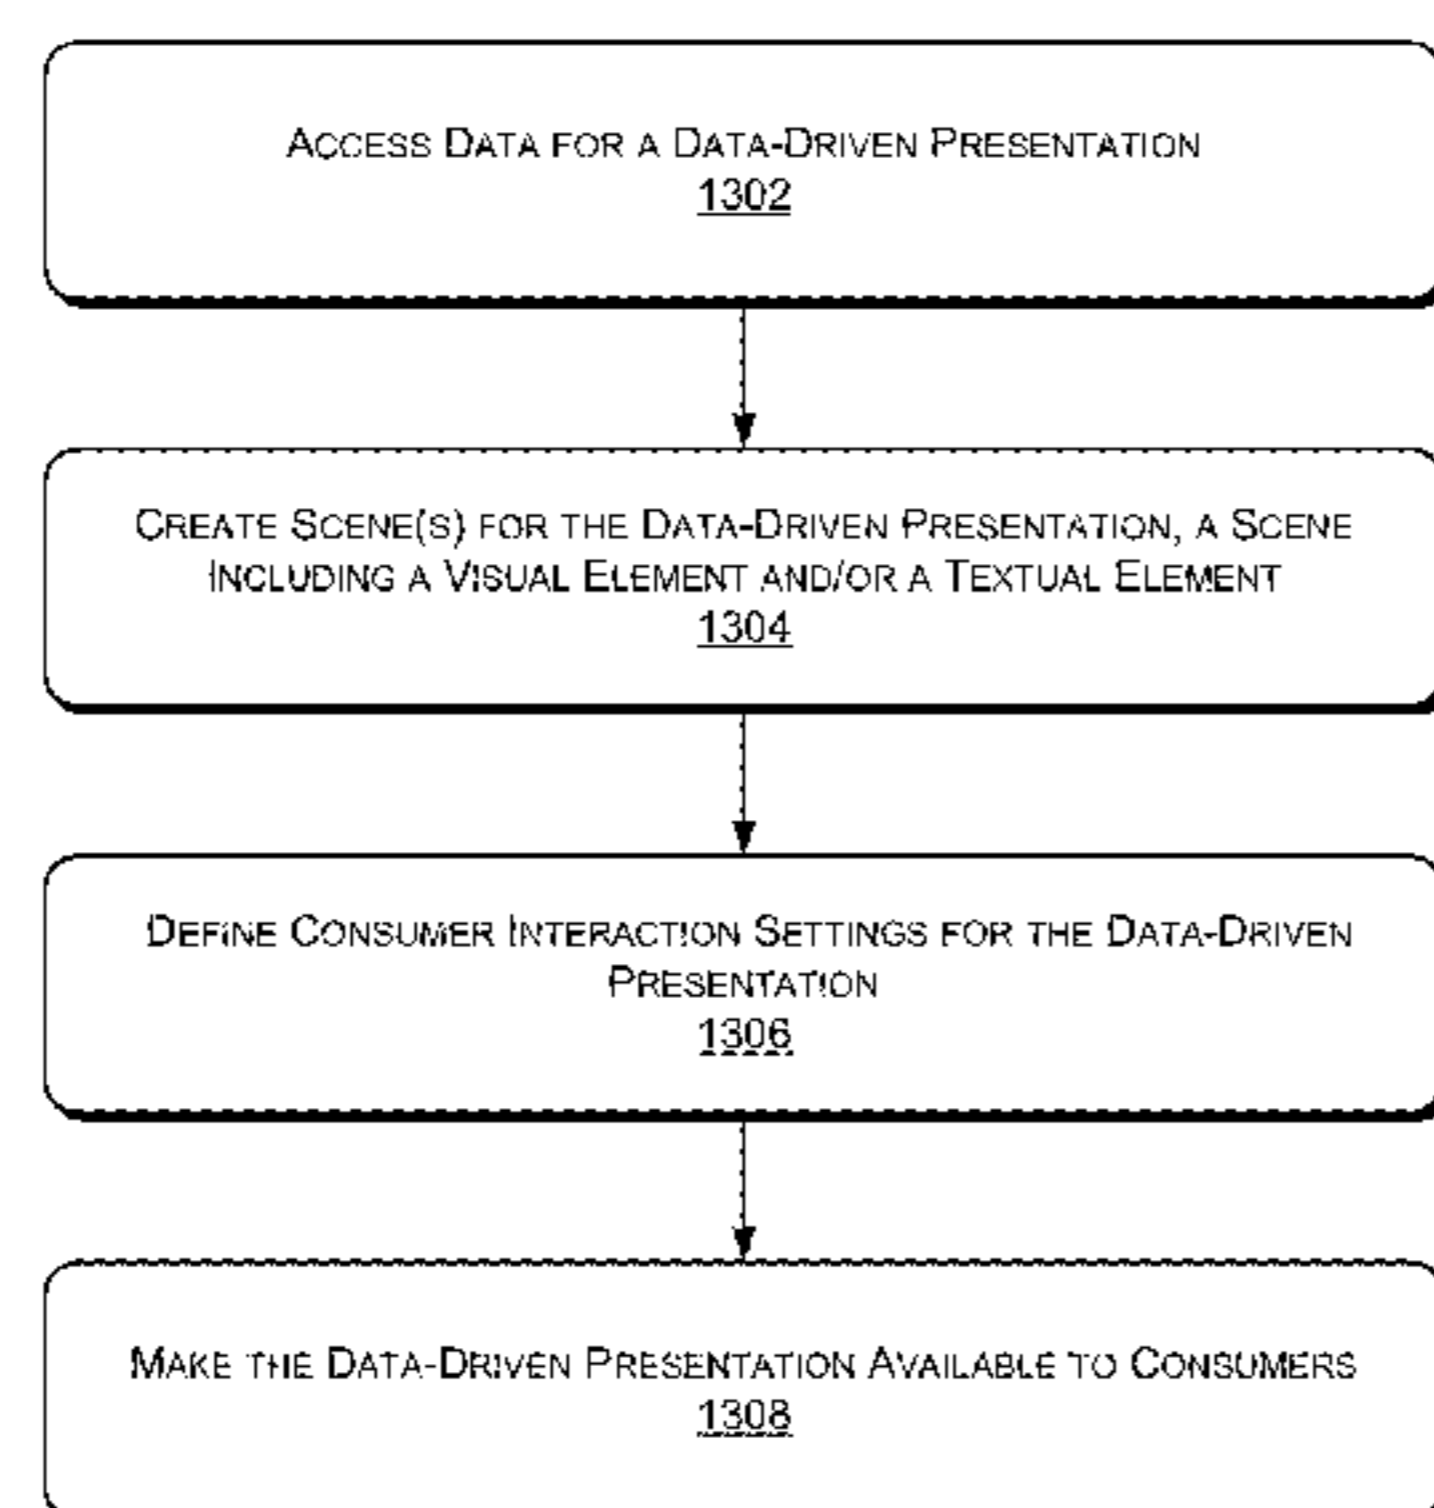 ACCESS DATA FOR A DATA-DRIVEN PRESENTATION
1302
CREATE SCENE(S) FOR THE DATA-DRIVEN PRESENTATION, A SCENE
INCLUDING A VISUAL ELEMENT AND/OR A TEXTUAL ELEMENT
1304
DEFINE CONSUMER INTERACTION SETTINGS FOR THE DATA-DRIVEN
PRESENTATION
1306
MAKE THE DATA-DRIVEN PRESENTATION AVAILABLE TO CONSUMERS
1308